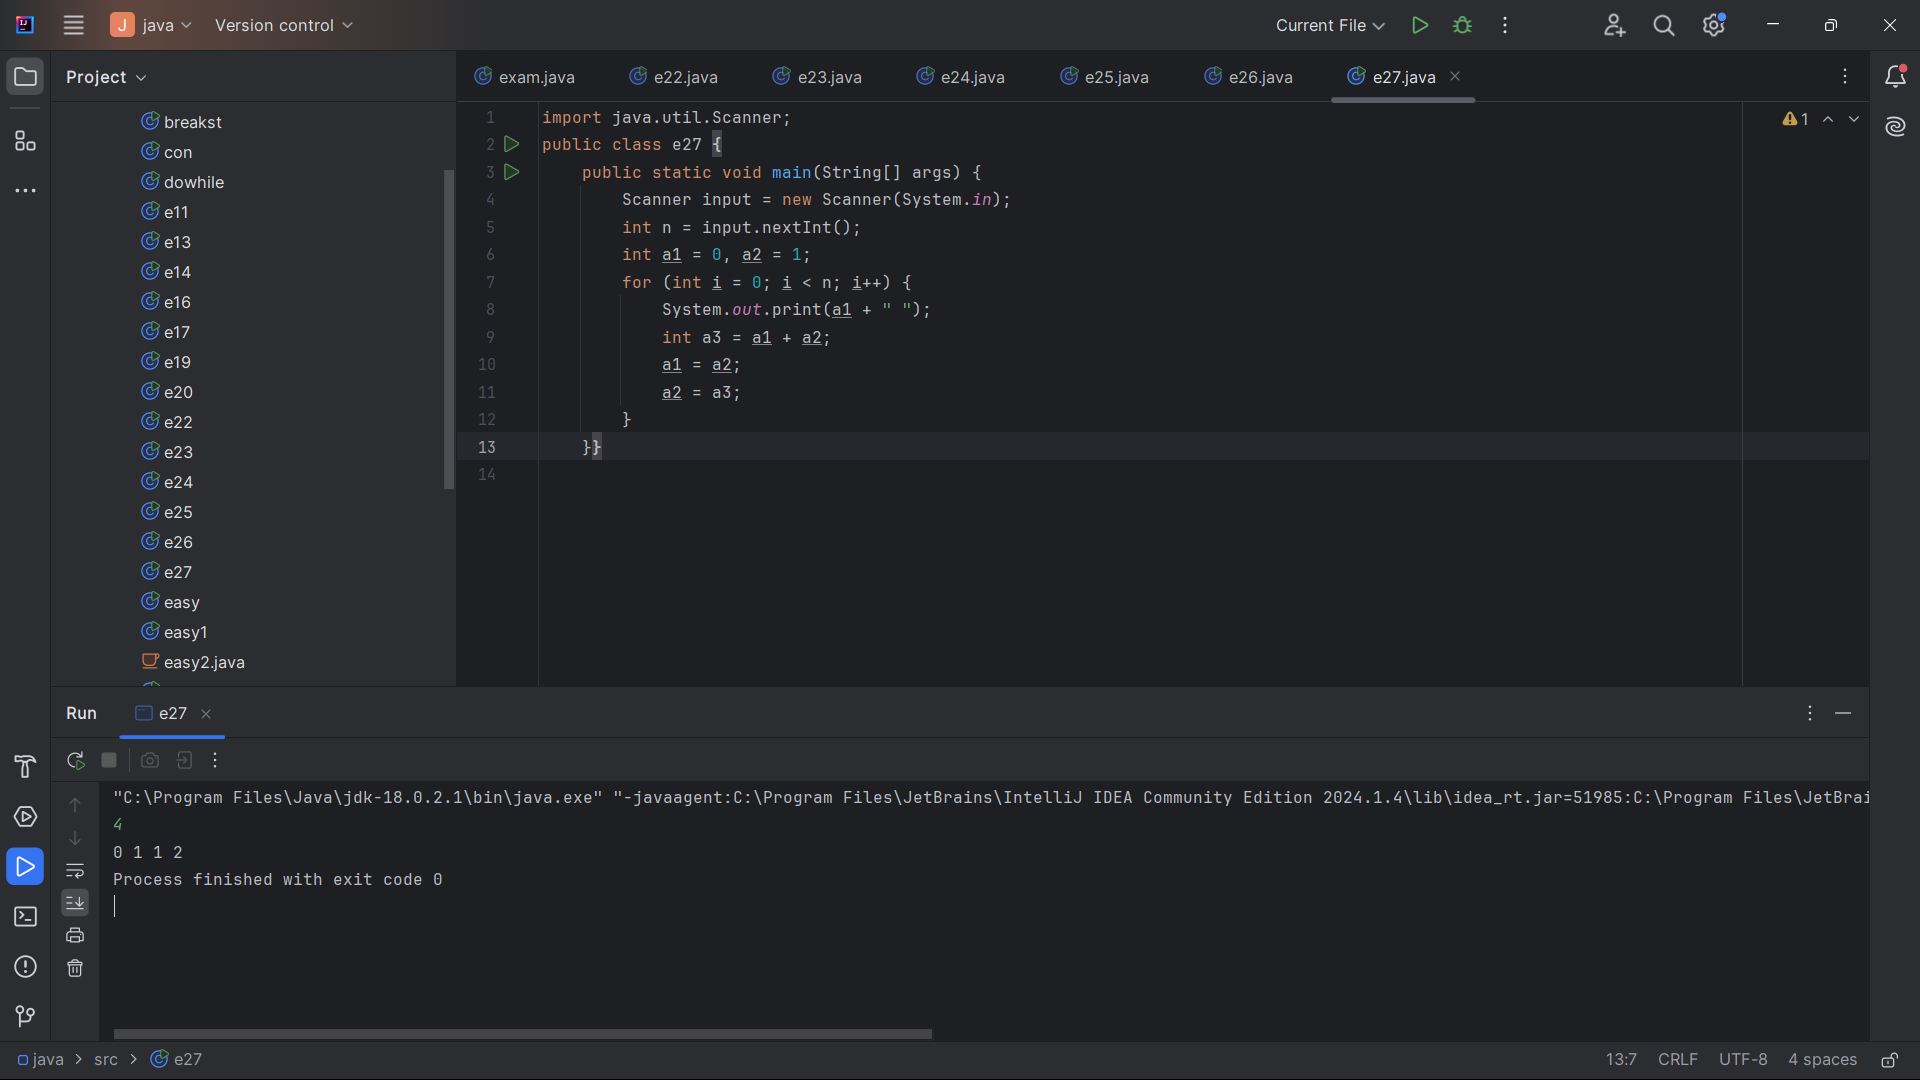 J java Version control Current File
Project
exam.java e22.java e23.java e24.java e25.java e26.java e27.java
breakst
con
dowhile
e11
e13
e14
e16
e17
e19
e20
e22
e23
e24
e25
e26
e27
easy
easy1
easy2.java
1 import java.util.Scanner;
2 public class e27 {
3 public static void main(String[] args) {
4 Scanner input = new Scanner(System.in);
5 int n = input.nextInt();
6 int a1 = 0, a2 = 1;
7 for (int i = 0; i < n; i++) {
8 System.out.print(a1 + " ");
9 int a3 = a1 + a2;
10 a1 = a2;
11 a2 = a3;
12 }
13 }}
14
1
Run e27
"C:\Program Files\Java\jdk-18.0.2.1\bin\java.exe" "-javaagent:C:\Program Files\JetBrains\IntelliJ IDEA Community Edition 2024.1.4\lib\idea_rt.jar=51985:C:\Program Files\JetBrai
4
0 1 1 2
Process finished with exit code 0
java > src > e27 13:7 CRLF UTF-8 4 spaces